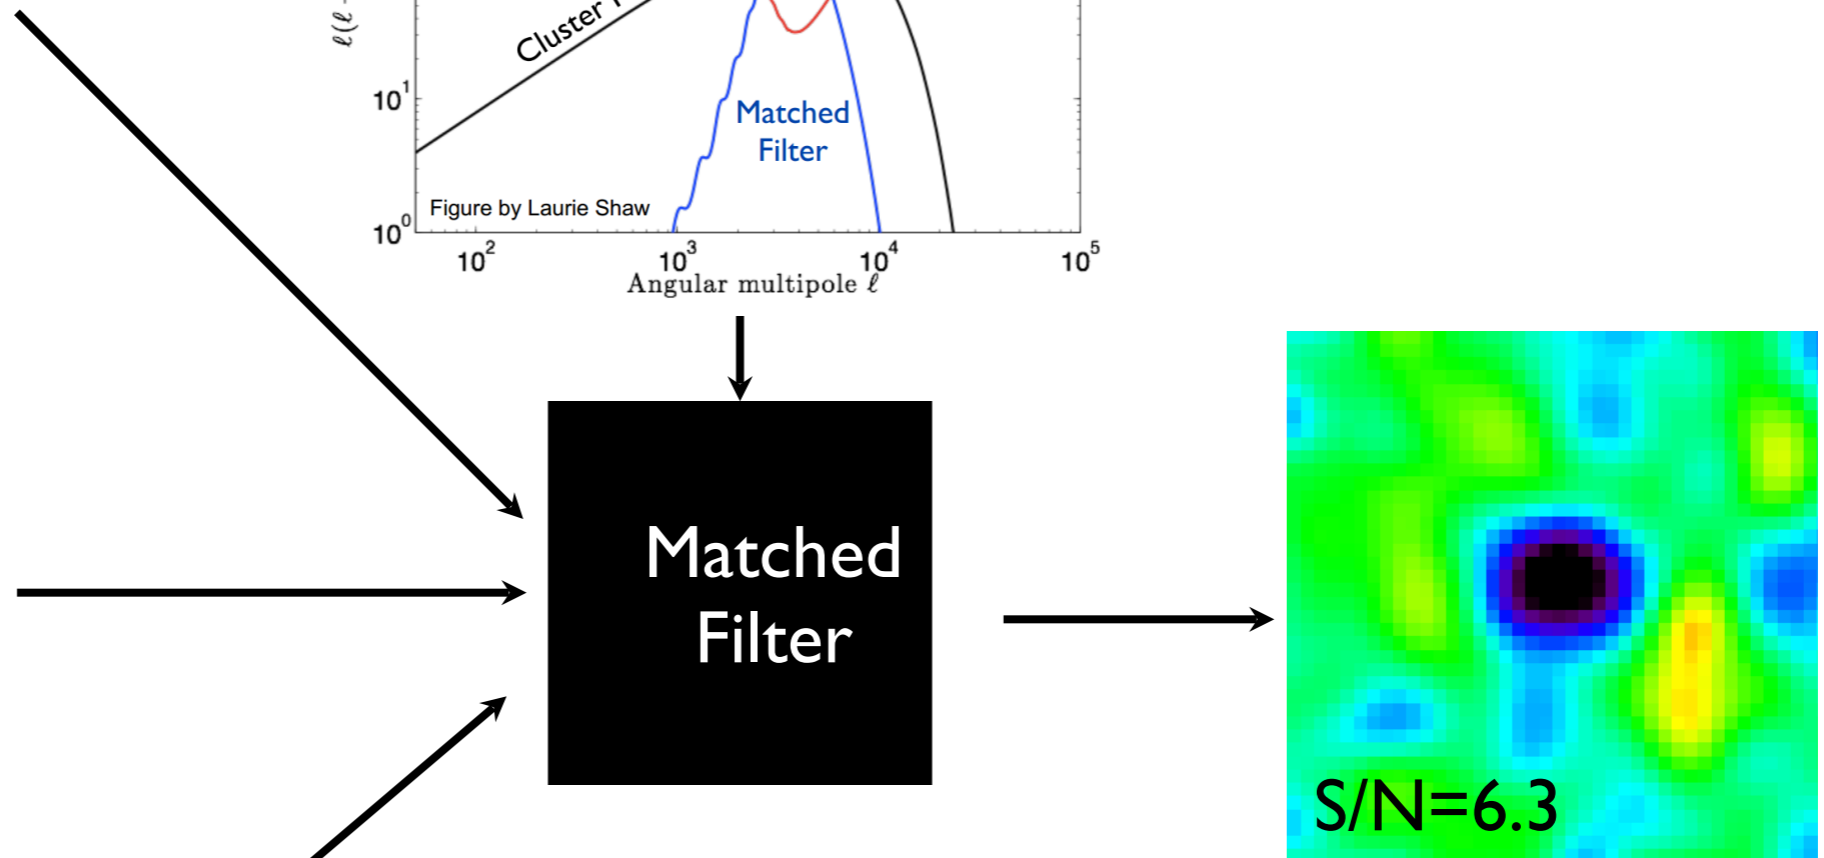 ℓ(ℓ
Cluster
10¹
Matched
Filter
Figure by Laurie Shaw
10⁰
10² 10³ 10⁴ 10⁵
Angular multipole ℓ
Matched
Filter
S/N=6.3